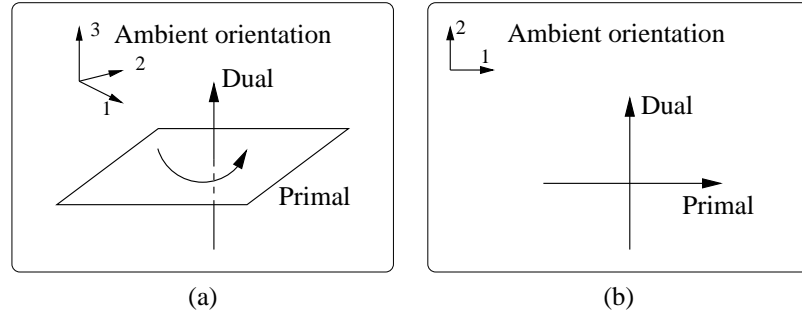 3
Ambient orientation
2
1
Dual
Primal
(a)
2
Ambient orientation
1
Dual
Primal
(b)